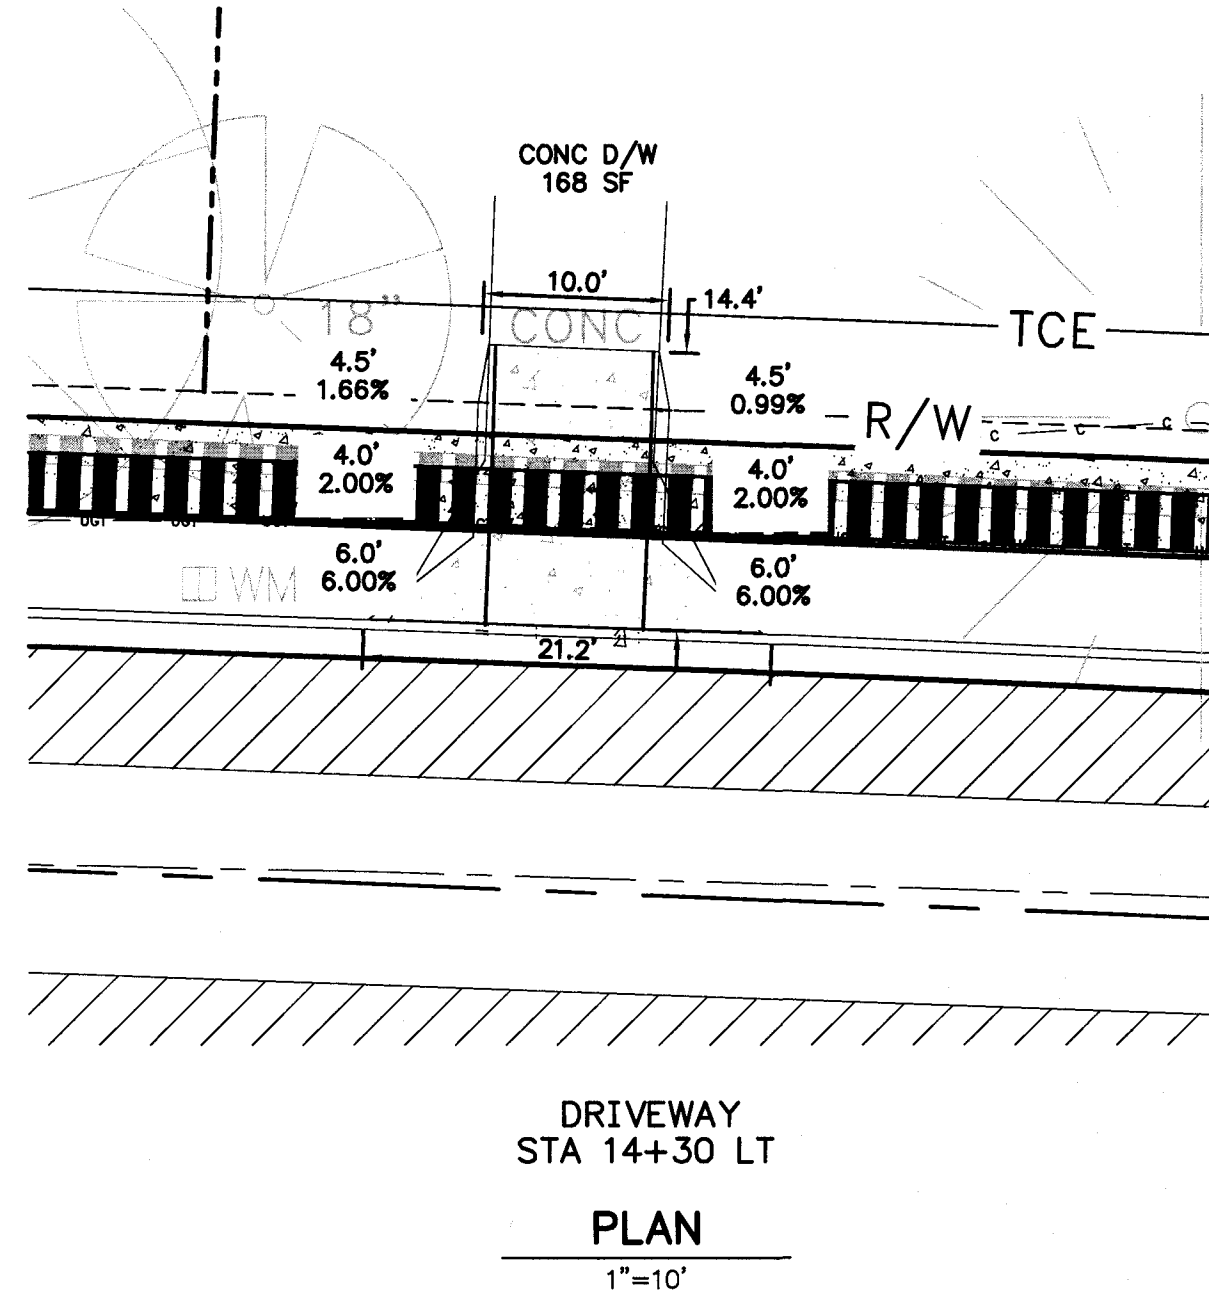 CONC D/W
168 SF
10.0'
14.4'
18"
CONC
TCE
4.5'
1.66%
4.5'
0.99%
R/W
C
C
C
4.0'
2.00%
4.0'
2.00%
DGT
6.0'
6.00%
6.0'
6.00%
WM
21.2'
DRIVEWAY
STA 14+30 LT
PLAN
1"=10'